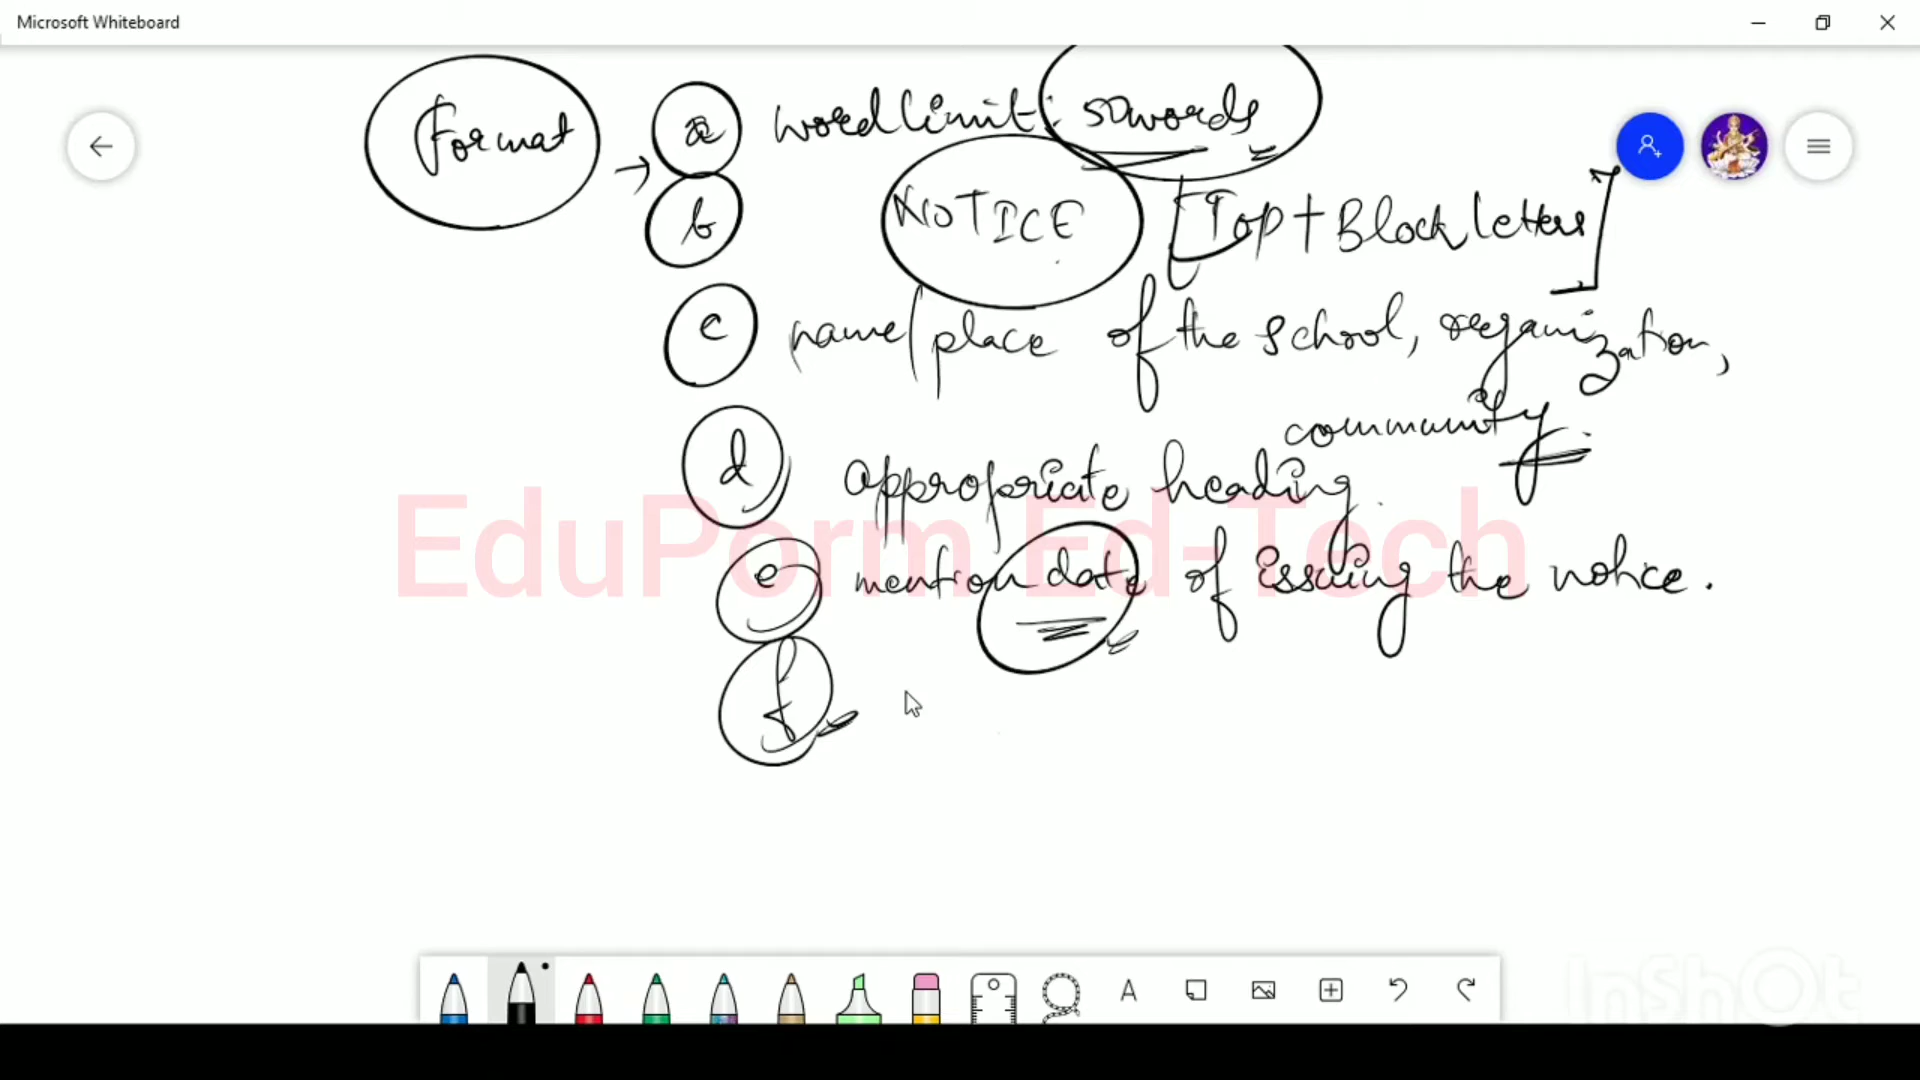 Microsoft Whiteboard
Format → a word limit: 50 words
b NOTICE [Top + Block Letters]
c name/place of the school, organization,
community
d appropriate heading.
EduPorm Ed-Tech
e mention date of issuing the notice.
f
A
InShOt